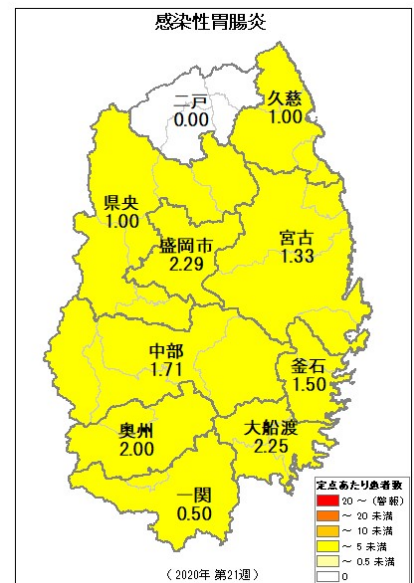 感染性胃腸炎
二戸
0.00
久慈
1.00
県央
1.00
盛岡市
2.29
宮古
1.33
中部
1.71
釜石
1.50
奥州
2.00
大船渡
2.25
一関
0.50
定点あたり患者数
20 ～ (警報)
～ 20 未満
～ 10 未満
～ 5 未満
～ 0.5 未満
0
（2020年 第21週）